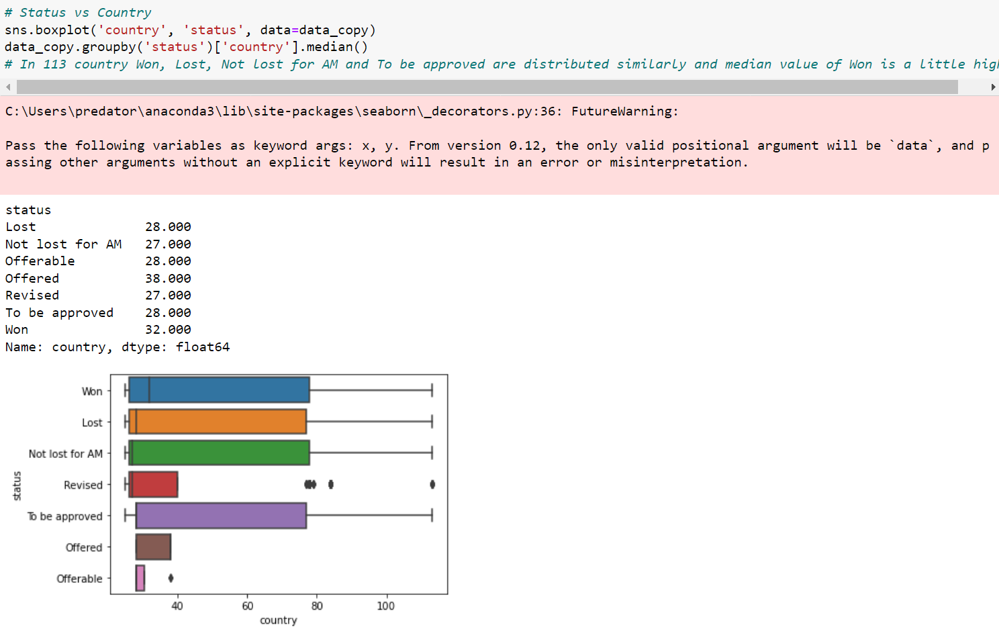 # Status vs Country
sns.boxplot('country', 'status', data=data_copy)
data_copy.groupby('status')['country'].median()
# In 113 country Won, Lost, Not lost for AM and To be approved are distributed similarly and median value of Won is a little
C:\Users\predator\anaconda3\lib\site-packages\seaborn\_decorators.py:36: FutureWarning:
Pass the following variables as keyword args: x, y. From version 0.12, the only valid positional argument will be `data`, and p
assing other arguments without an explicit keyword will result in an error or misinterpretation.
status
Lost 28.000
Not lost for AM 27.000
Offerable 28.000
Offered 38.000
Revised 27.000
To be approved 28.000
Won 32.000
Name: country, dtype: float64
Won
Lost
Not lost for AM
Revised
To be approved
Offered
Offerable
status
40 60 80 100
country